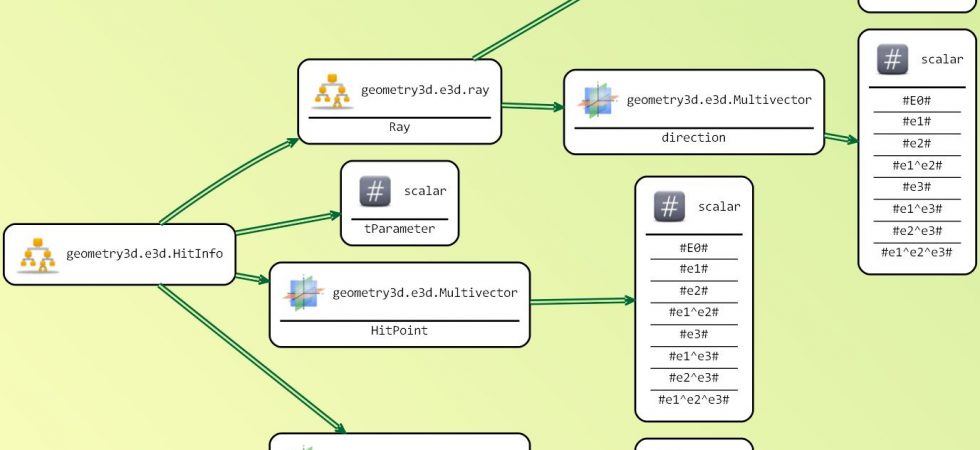 geometry3d.e3d.ray
Ray
geometry3d.e3d.Multivector
direction
# scalar
#E0#
#e1#
#e2#
#e1^e2#
#e3#
#e1^e3#
#e2^e3#
#e1^e2^e3#
# scalar
tParameter
geometry3d.e3d.HitInfo
geometry3d.e3d.Multivector
HitPoint
# scalar
#E0#
#e1#
#e2#
#e1^e2#
#e3#
#e1^e3#
#e2^e3#
#e1^e2^e3#